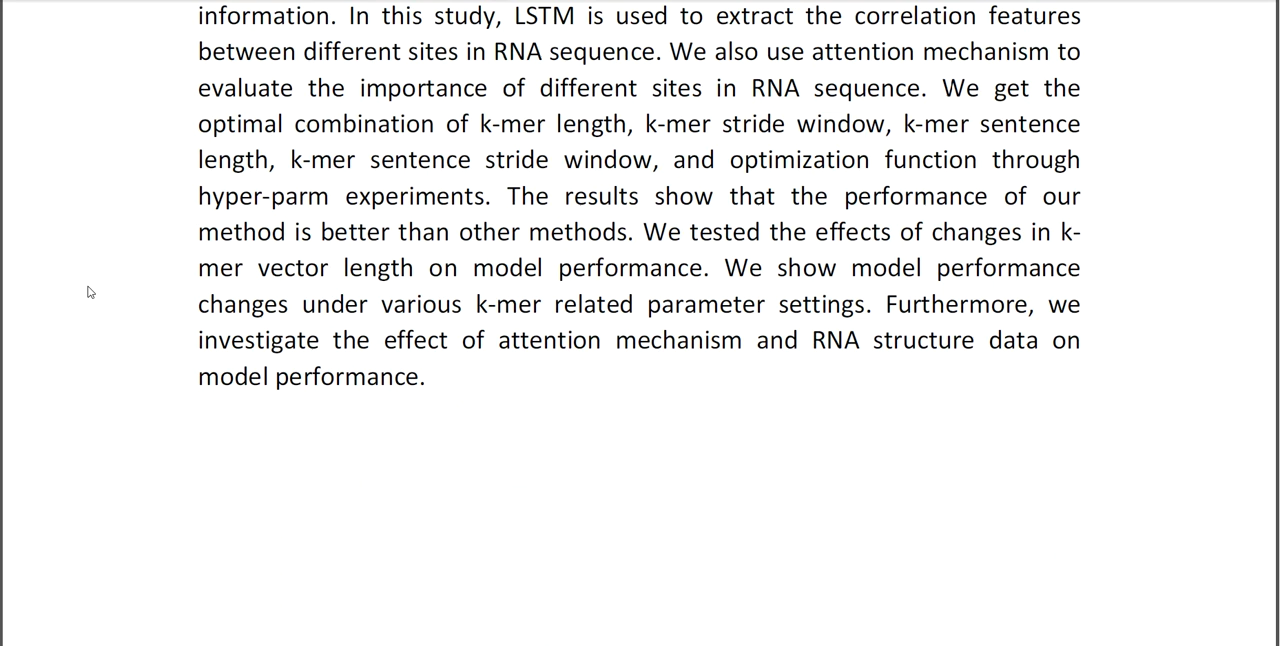 information. In this study, LSTM is used to extract the correlation features
between different sites in RNA sequence. We also use attention mechanism to
evaluate the importance of different sites in RNA sequence. We get the
optimal combination of k-mer length, k-mer stride window, k-mer sentence
length, k-mer sentence stride window, and optimization function through
hyper-parm experiments. The results show that the performance of our
method is better than other methods. We tested the effects of changes in k-
mer vector length on model performance. We show model performance
changes under various k-mer related parameter settings. Furthermore, we
investigate the effect of attention mechanism and RNA structure data on
model performance.